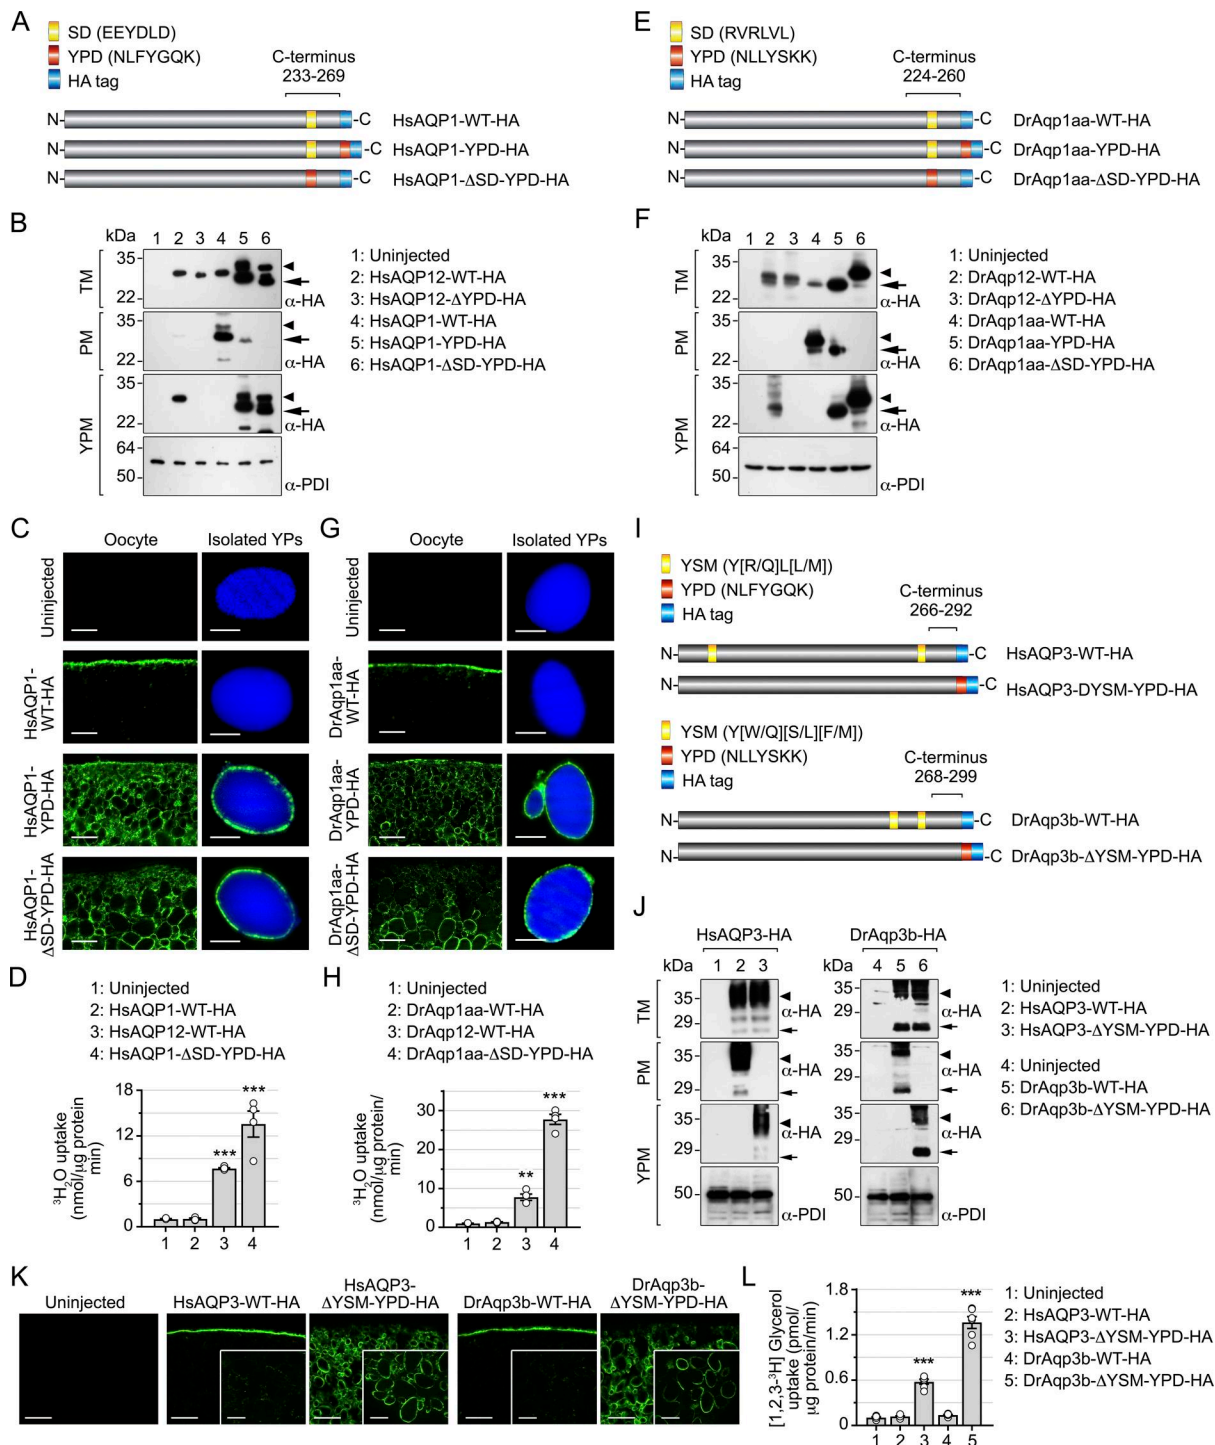 A
SD (EEYDLD)
YPD (NLFYGQK)
HA tag
C-terminus
233-269
N-
-C
HsAQP1-WT-HA
N-
-C
HsAQP1-YPD-HA
N-
-C
HsAQP1-ΔSD-YPD-HA
E
SD (RVRLVL)
YPD (NLLYSKK)
HA tag
C-terminus
224-260
N-
-C
DrAqp1aa-WT-HA
N-
-C
DrAqp1aa-YPD-HA
N-
-C
DrAqp1aa-ΔSD-YPD-HA
B
kDa 1 2 3 4 5 6
TM
35
22
α-HA
PM
35
22
α-HA
YPM
35
22
α-HA
64
50
α-PDI
1: Uninjected
2: HsAQP12-WT-HA
3: HsAQP12-ΔYPD-HA
4: HsAQP1-WT-HA
5: HsAQP1-YPD-HA
6: HsAQP1-ΔSD-YPD-HA
F
kDa 1 2 3 4 5 6
TM
35
22
α-HA
PM
35
22
α-HA
YPM
35
22
α-HA
64
50
α-PDI
1: Uninjected
2: DrAqp12-WT-HA
3: DrAqp12-ΔYPD-HA
4: DrAqp1aa-WT-HA
5: DrAqp1aa-YPD-HA
6: DrAqp1aa-ΔSD-YPD-HA
C
Oocyte
Isolated YPs
Uninjected
HsAQP1-
WT-HA
HsAQP1-
YPD-HA
HsAQP1-
ΔSD-YPD-HA
G
Oocyte
Isolated YPs
Uninjected
DrAqp1aa-
WT-HA
DrAqp1aa-
YPD-HA
DrAqp1aa-
ΔSD-YPD-HA
I
YSM (Y[R/Q]L[L/M])
YPD (NLFYGQK)
HA tag
C-terminus
266-292
N-
-C
HsAQP3-WT-HA
N-
-C
HsAQP3-DYSM-YPD-HA
YSM (Y[W/Q][S/L][F/M])
YPD (NLLYSKK)
HA tag
C-terminus
268-299
N-
-C
DrAqp3b-WT-HA
N-
-C
DrAqp3b-ΔYSM-YPD-HA
D
1: Uninjected
2: HsAQP1-WT-HA
3: HsAQP12-WT-HA
4: HsAQP1-ΔSD-YPD-HA
³H₂O uptake
(nmol/µg protein
min)
18
12
6
0
***
***
1 2 3 4
H
1: Uninjected
2: DrAqp1aa-WT-HA
3: DrAqp12-WT-HA
4: DrAqp1aa-ΔSD-YPD-HA
³H₂O uptake
(nmol/µg protein/
min)
30
20
10
0
**
***
1 2 3 4
J
HsAQP3-HA
DrAqp3b-HA
kDa 1 2 3
kDa 4 5 6
TM
35
29
α-HA
35
29
α-HA
PM
35
29
α-HA
35
29
α-HA
YPM
35
29
α-HA
35
29
α-HA
50
α-PDI
50
α-PDI
1: Uninjected
2: HsAQP3-WT-HA
3: HsAQP3-ΔYSM-YPD-HA
4: Uninjected
5: DrAqp3b-WT-HA
6: DrAqp3b-ΔYSM-YPD-HA
K
Uninjected
HsAQP3-WT-HA
HsAQP3-
ΔYSM-YPD-HA
DrAqp3b-WT-HA
DrAqp3b-
ΔYSM-YPD-HA
L
[1,2,3-³H] Glycerol
uptake (pmol/
µg protein/min)
1.8
1.2
0.6
0
***
***
1 2 3 4 5
1: Uninjected
2: HsAQP3-WT-HA
3: HsAQP3-ΔYSM-YPD-HA
4: DrAqp3b-WT-HA
5: DrAqp3b-ΔYSM-YPD-HA